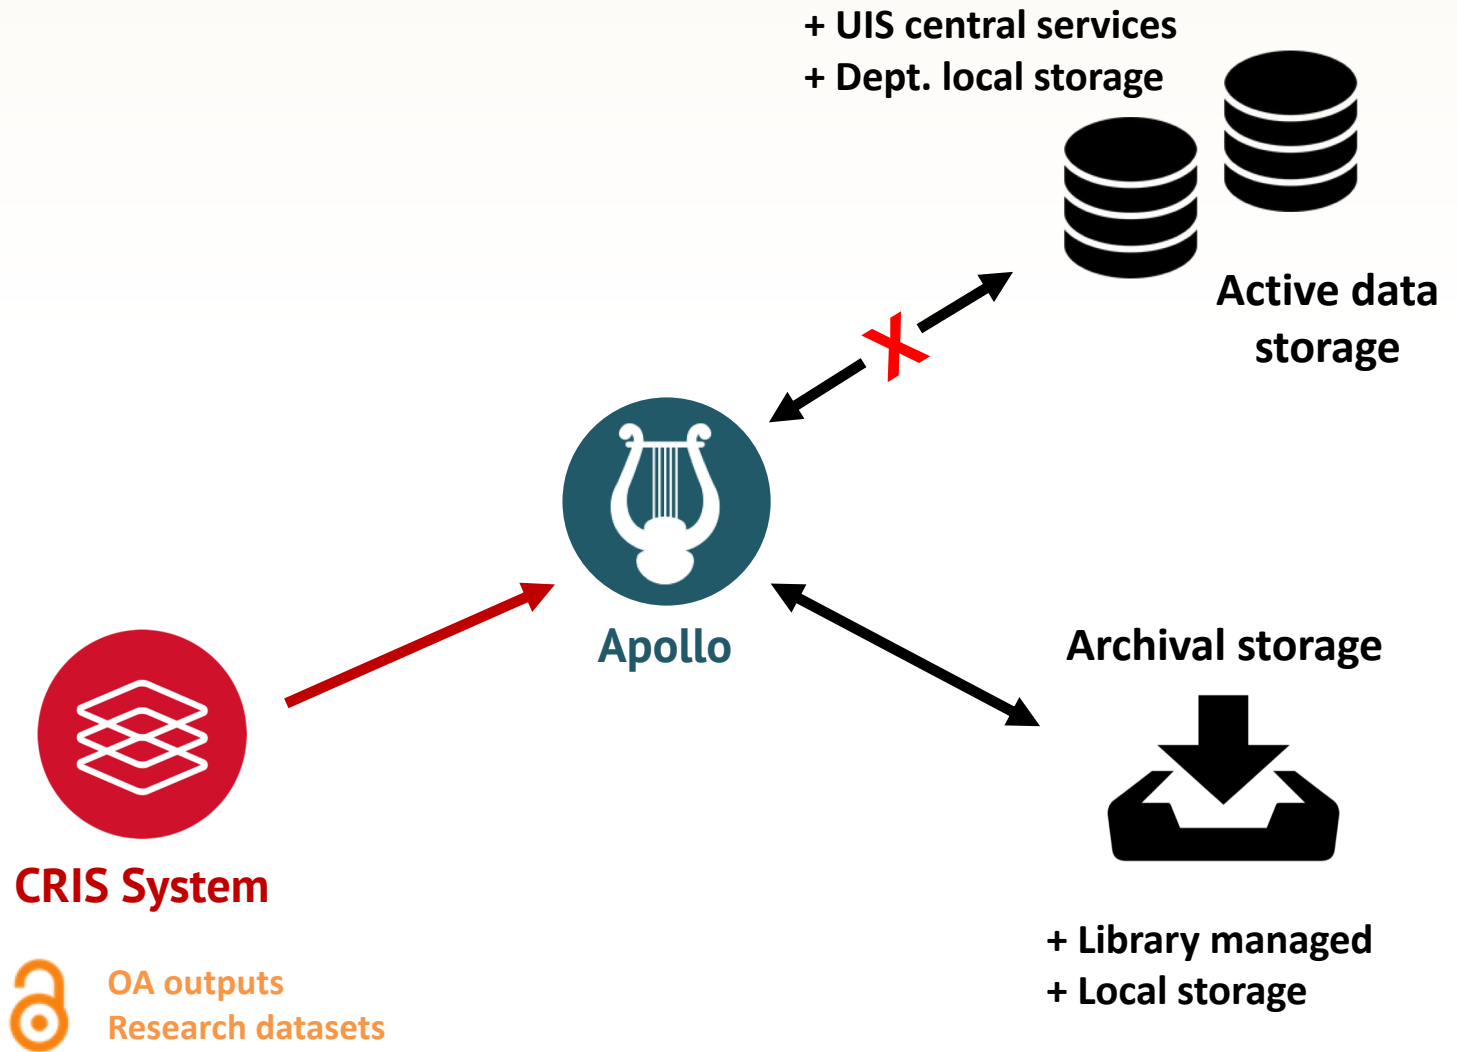 + UIS central services
+ Dept. local storage
Active data
storage
X
Apollo
Archival storage
CRIS System
+ Library managed
+ Local storage
OA outputs
Research datasets